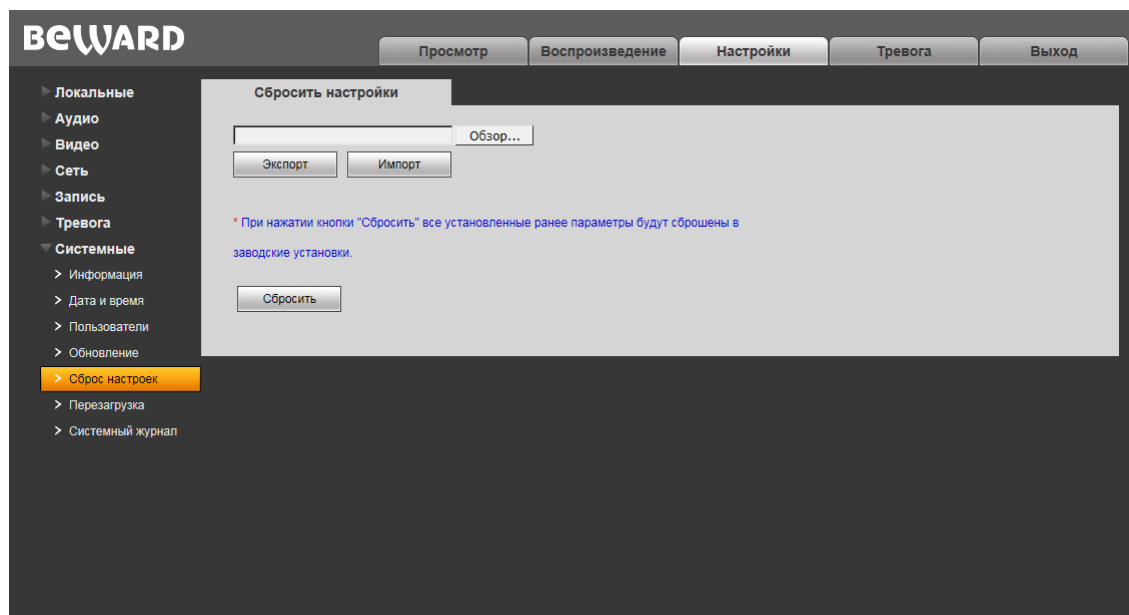 BEWARD
Просмотр Воспроизведение Настройки Тревога Выход
Локальные
Аудио
Видео
Сеть
Запись
Тревога
Системные
> Информация
> Дата и время
> Пользователи
> Обновление
> Сброс настроек
> Перезагрузка
> Системный журнал
Сбросить настройки
Обзор...
Экспорт Импорт
* При нажатии кнопки "Сбросить" все установленные ранее параметры будут сброшены в
заводские установки.
Сбросить